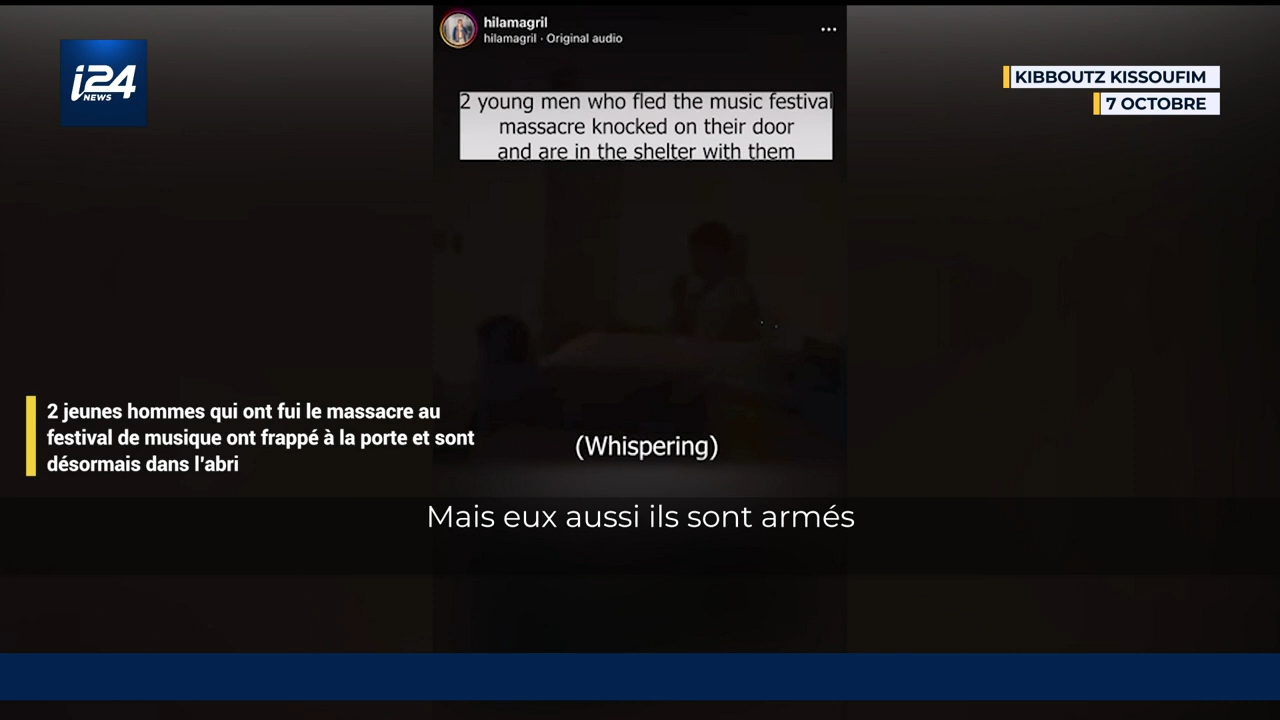 i24
NEWS
hilamagril
hilamagril · Original audio
KIBBOUTZ KISSOUFIM
7 OCTOBRE
2 young men who fled the music festival
massacre knocked on their door
and are in the shelter with them
2 jeunes hommes qui ont fui le massacre au
festival de musique ont frappé à la porte et sont
désormais dans l'abri
(Whispering)
Mais eux aussi ils sont armés